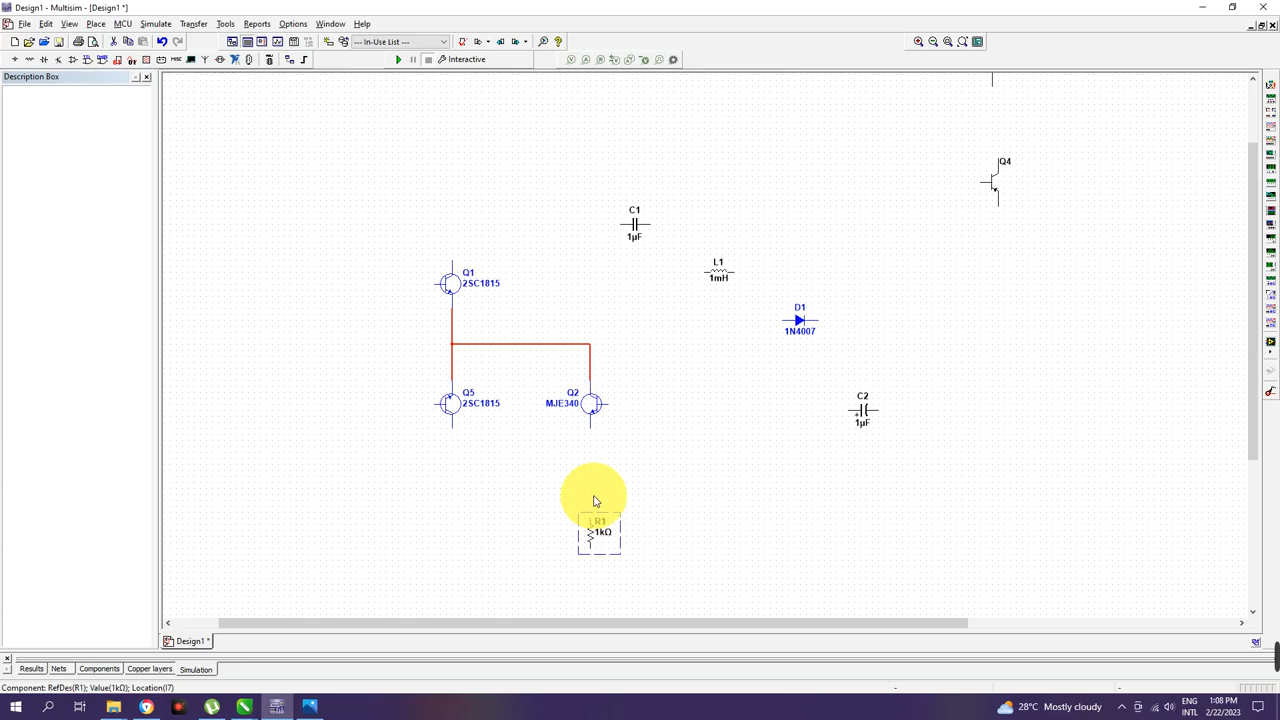 Design1 - Multisim - [Design1 *]
File Edit View Place MCU Simulate Transfer Tools Reports Options Window Help
--- In-Use List ---
Interactive
Description Box
Q4
C1
1µF
L1
1mH
Q1
2SC1815
D1
1N4007
Q5
2SC1815
Q2
MJE340
C2
1µF
R1
1kΩ
Design1 *
Results Nets Components Copper layers Simulation
Component: RefDes(R1); Value(1kΩ); Location(I7)
28°C Mostly cloudy
ENG
INTL
1:08 PM
2/22/2023